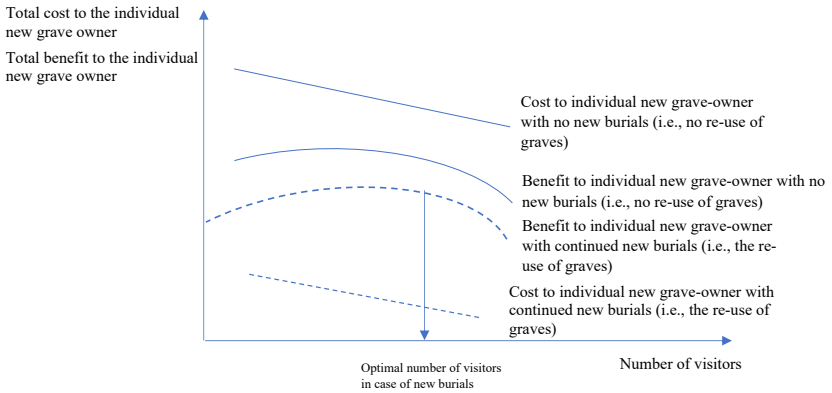 Total cost to the individual
new grave owner
Total benefit to the individual
new grave owner
Cost to individual new grave-owner
with no new burials (i.e., no re-use of
graves)
Benefit to individual new grave-owner with no
new burials (i.e., no re-use of graves)
Benefit to individual new grave-owner
with continued new burials (i.e., the re-
use of graves)
Cost to individual new grave-owner with
continued new burials (i.e., the re-use of
graves)
Number of visitors
Optimal number of visitors
in case of new burials